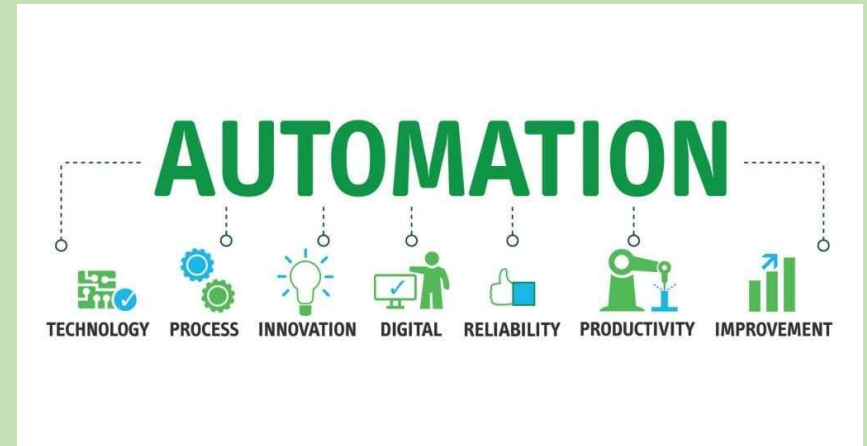 AUTOMATION
TECHNOLOGY PROCESS INNOVATION DIGITAL RELIABILITY PRODUCTIVITY IMPROVEMENT